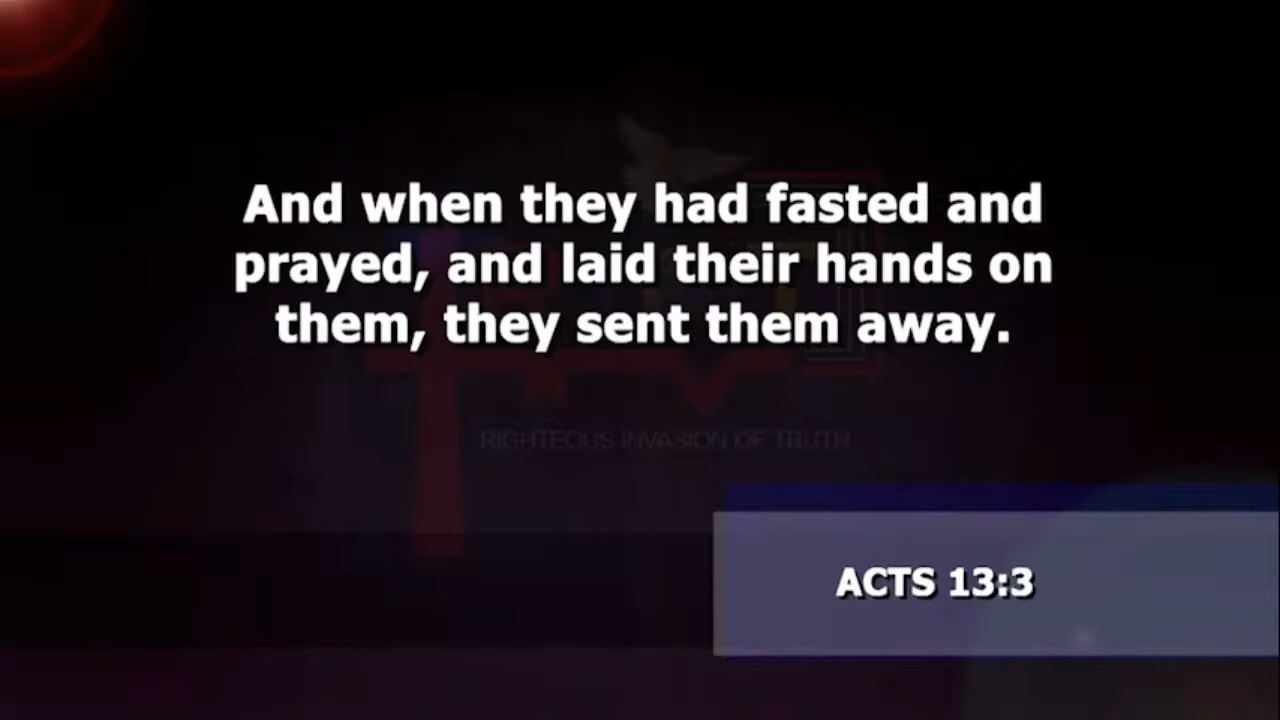 And when they had fasted and
prayed, and laid their hands on
them, they sent them away.
RIGHTEOUS INVASION OF TRUTH
ACTS 13:3